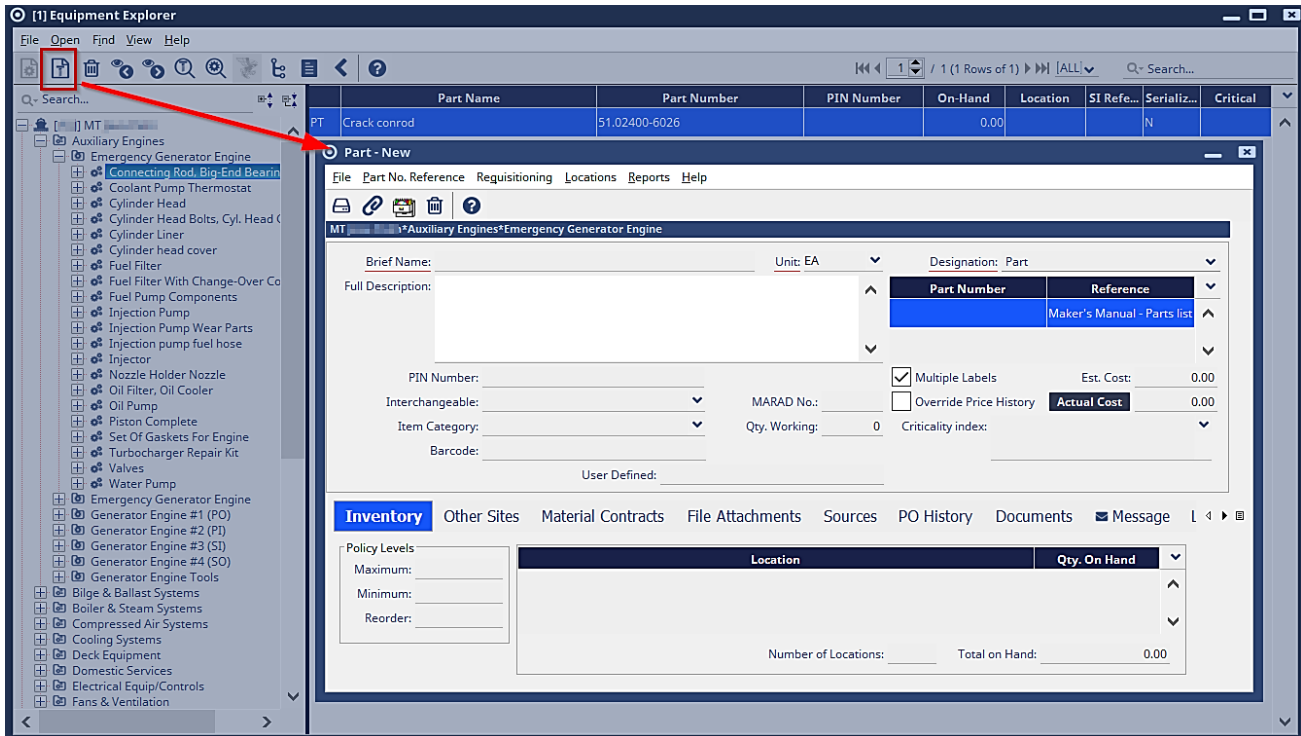 [1] Equipment Explorer
File Open Find View Help
1 / 1 (1 Rows of 1) [ALL] Search...
Search...
Part Name Part Number PIN Number On-Hand Location SI Refe... Serializ... Critical
PT Crack conrod 51.02400-6026 0.00 N
MT
Auxiliary Engines
Emergency Generator Engine
Connecting Rod, Big-End Bearin
Coolant Pump Thermostat
Cylinder Head
Cylinder Head Bolts, Cyl. Head
Cylinder Liner
Cylinder head cover
Fuel Filter
Fuel Filter With Change-Over Co
Fuel Pump Components
Injection Pump
Injection Pump Wear Parts
Injection pump fuel hose
Injector
Nozzle Holder Nozzle
Oil Filter, Oil Cooler
Oil Pump
Piston Complete
Set Of Gaskets For Engine
Turbocharger Repair Kit
Valves
Water Pump
Emergency Generator Engine
Generator Engine #1 (PO)
Generator Engine #2 (PI)
Generator Engine #3 (SI)
Generator Engine #4 (SO)
Generator Engine Tools
Bilge & Ballast Systems
Boiler & Steam Systems
Compressed Air Systems
Cooling Systems
Deck Equipment
Domestic Services
Electrical Equip/Controls
Fans & Ventilation
Part - New
File Part No. Reference Requisitioning Locations Reports Help
MT *Auxiliary Engines*Emergency Generator Engine
Brief Name: Unit: EA Designation: Part
Full Description: Part Number Reference
Maker's Manual - Parts list
PIN Number: Multiple Labels Est. Cost: 0.00
Interchangeable: MARAD No.: Override Price History Actual Cost 0.00
Item Category: Qty. Working: 0 Criticality index:
Barcode:
User Defined:
Inventory Other Sites Material Contracts File Attachments Sources PO History Documents Message
Policy Levels
Location Qty. On Hand
Maximum:
Minimum:
Reorder:
Number of Locations: Total on Hand: 0.00